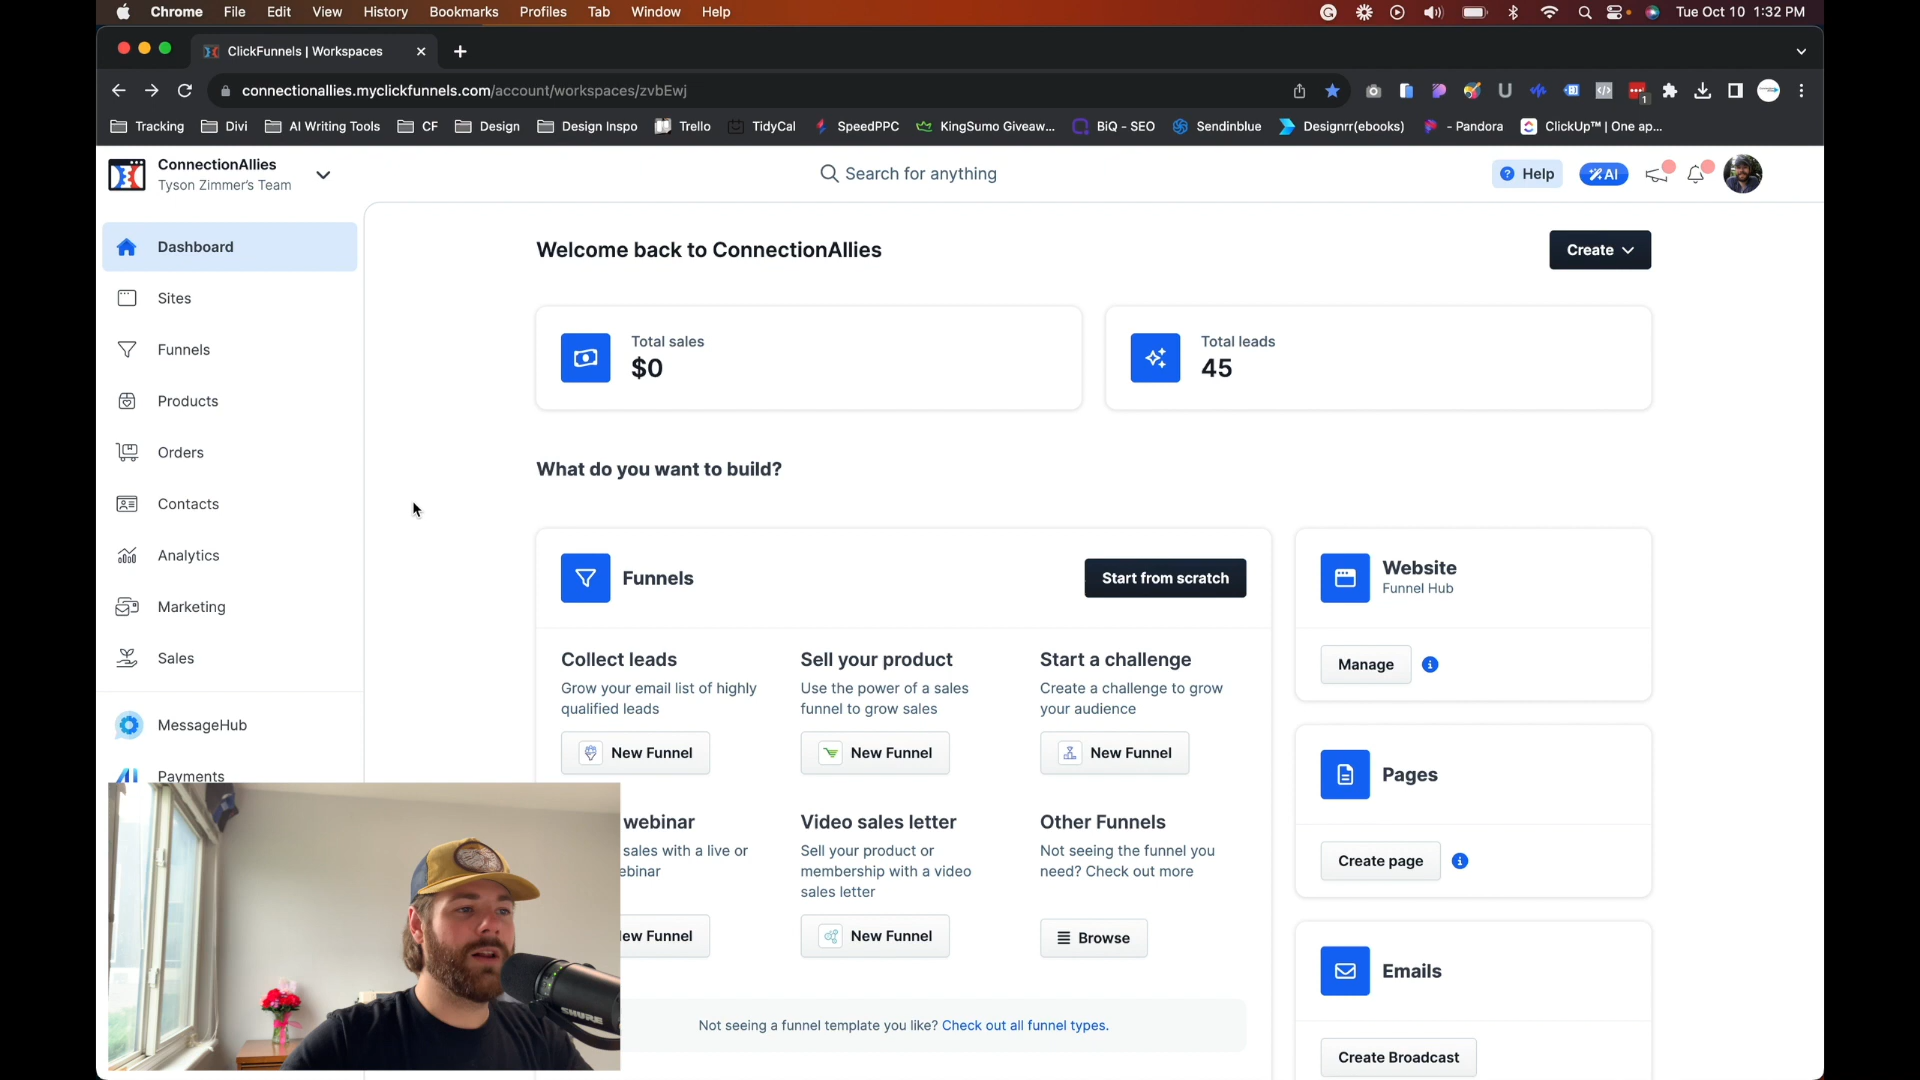 Chrome File Edit View History Bookmarks Profiles Tab Window Help Tue Oct 10 1:32 PM
ClickFunnels | Workspaces
connectionallies.myclickfunnels.com/account/workspaces/zvbEwj
Tracking Divi AI Writing Tools CF Design Design Inspo Trello TidyCal SpeedPPC KingSumo Giveaw... BiQ - SEO Sendinblue Designrr(ebooks) - Pandora ClickUp™ | One ap...
ConnectionAllies
Tyson Zimmer's Team
Search for anything
Help
AI
Dashboard
Sites
Funnels
Products
Orders
Contacts
Analytics
Marketing
Sales
MessageHub
Payments
Welcome back to ConnectionAllies
Create
Total sales
$0
Total leads
45
What do you want to build?
Funnels
Start from scratch
Collect leads
Grow your email list of highly
qualified leads
New Funnel
Sell your product
Use the power of a sales
funnel to grow sales
New Funnel
Start a challenge
Create a challenge to grow
your audience
New Funnel
webinar
sales with a live or
ebinar
ew Funnel
Video sales letter
Sell your product or
membership with a video
sales letter
New Funnel
Other Funnels
Not seeing the funnel you
need? Check out more
Browse
Not seeing a funnel template you like? Check out all funnel types.
Website
Funnel Hub
Manage
Pages
Create page
Emails
Create Broadcast
SHURE